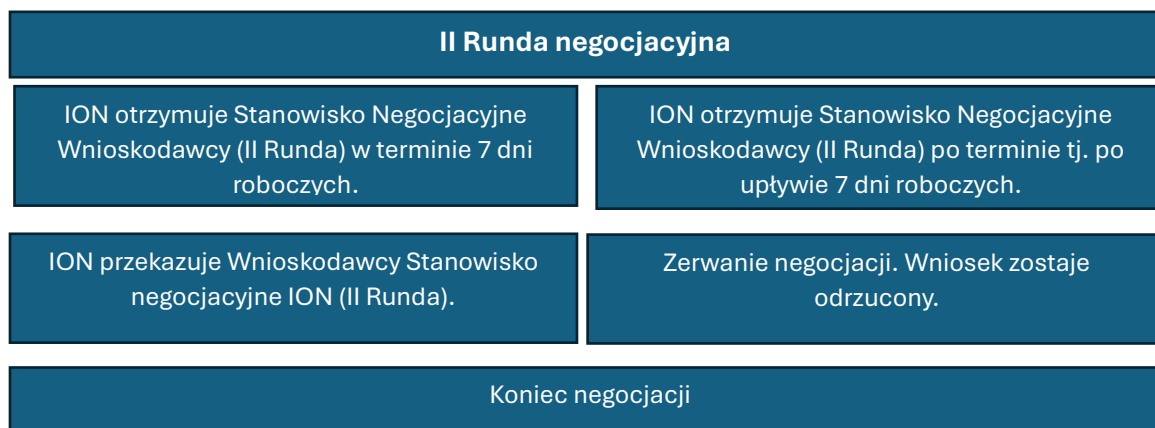 II Runda negocjacyjna
ION otrzymuje Stanowisko Negocjacyjne
Wnioskodawcy (II Runda) w terminie 7 dni
roboczych.
ION otrzymuje Stanowisko Negocjacyjne
Wnioskodawcy (II Runda) po terminie tj. po
upływie 7 dni roboczych.
ION przekazuje Wnioskodawcy Stanowisko
negocjacyjne ION (II Runda).
Zerwanie negocjacji. Wniosek zostaje
odrzucony.
Koniec negocjacji